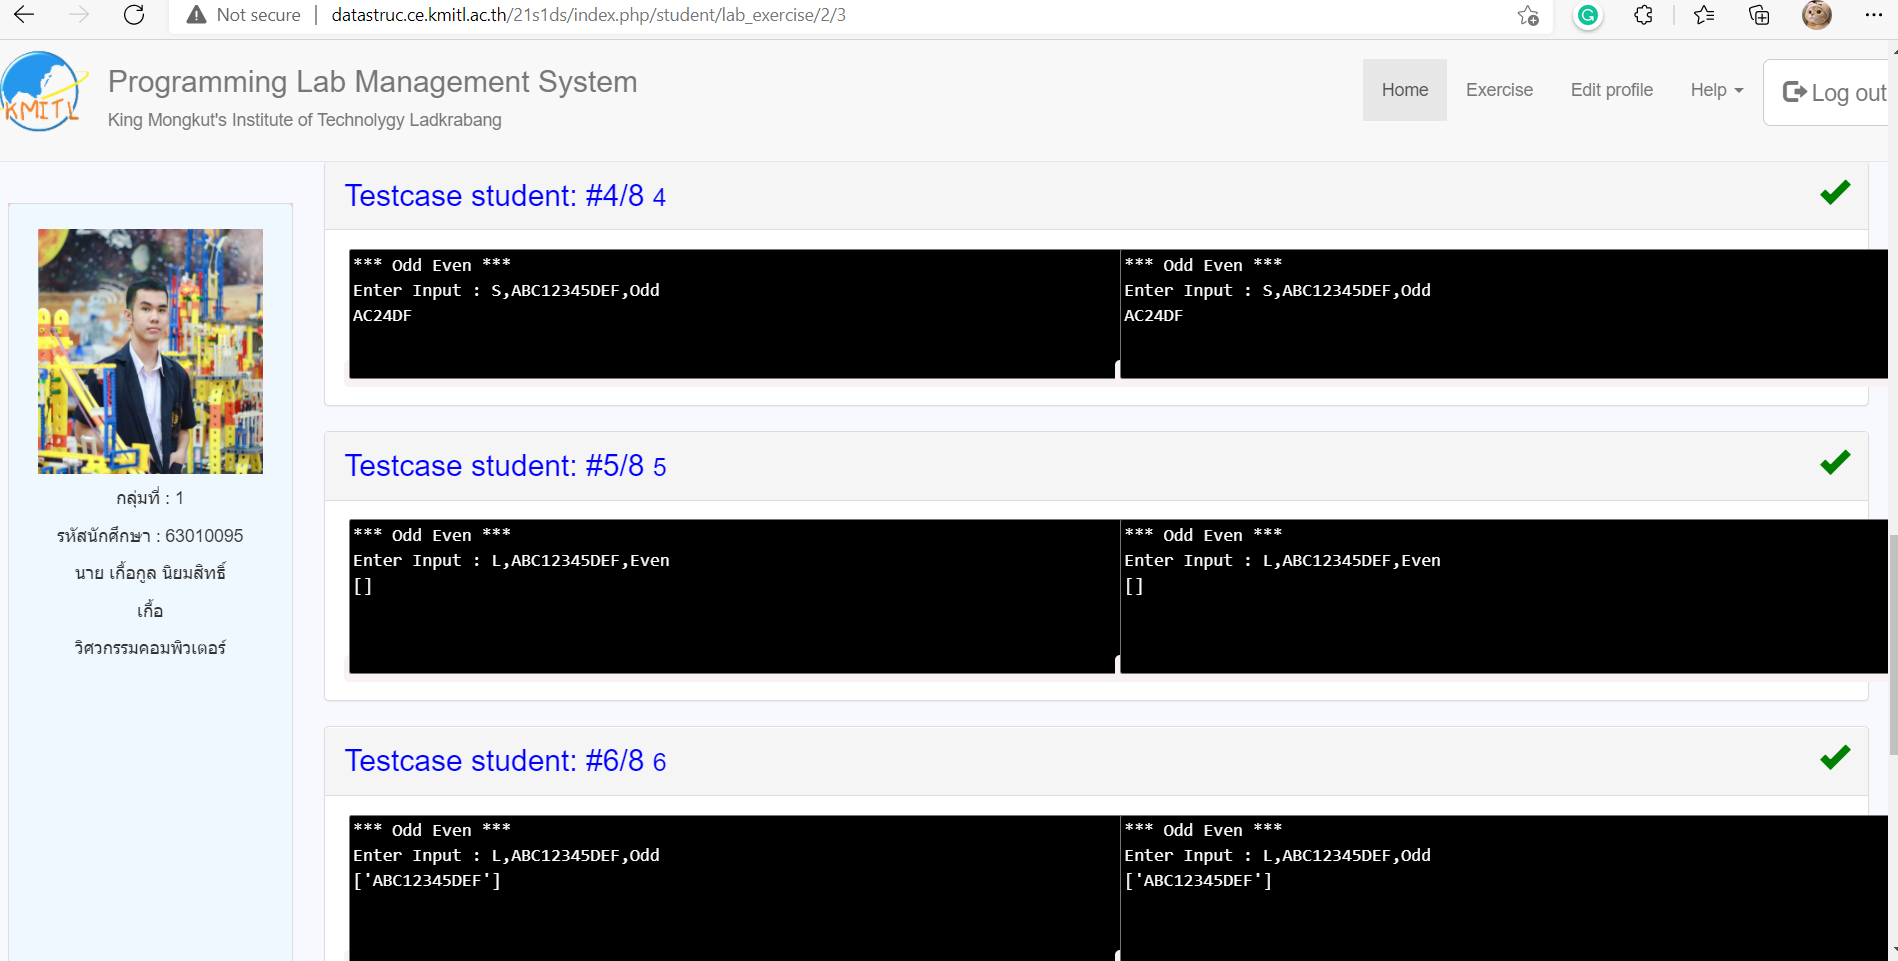 Not secure
datastruc.ce.kmitl.ac.th/21s1ds/index.php/student/lab_exercise/2/3
KMITL
Programming Lab Management System
King Mongkut's Institute of Technolygy Ladkrabang
Home
Exercise
Edit profile
Help
Log out
กลุ่มที่ : 1
รหัสนักศึกษา : 63010095
นาย เกื้อกูล นิยมสิทธิ์
เกื้อ
วิศวกรรมคอมพิวเตอร์
Testcase student: #4/8 4
*** Odd Even ***
Enter Input : S,ABC12345DEF,Odd
AC24DF
*** Odd Even ***
Enter Input : S,ABC12345DEF,Odd
AC24DF
Testcase student: #5/8 5
*** Odd Even ***
Enter Input : L,ABC12345DEF,Even
[]
*** Odd Even ***
Enter Input : L,ABC12345DEF,Even
[]
Testcase student: #6/8 6
*** Odd Even ***
Enter Input : L,ABC12345DEF,Odd
['ABC12345DEF']
*** Odd Even ***
Enter Input : L,ABC12345DEF,Odd
['ABC12345DEF']